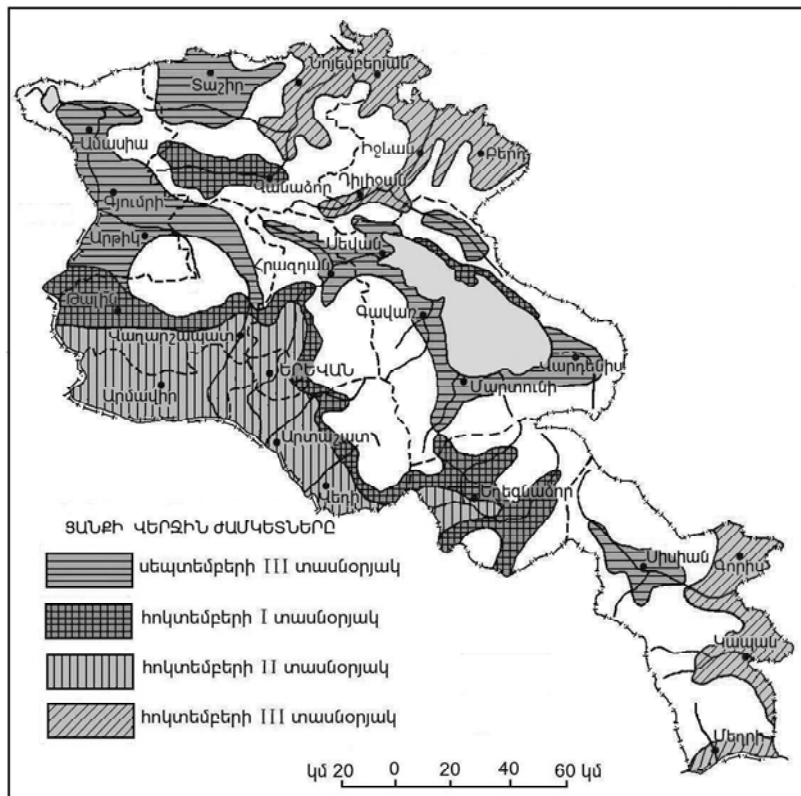 Նոյեմբերյան
Տաշիր
Ամասիա
Իջևան
Բերդ
Վանաձոր
Դիլիջան
Գյումրի
Արթիկ
Սևան
Հրազդան
Թալին
Գավառ
Վաղարշապատ
Վարդենիս
ԵՐԵՎԱՆ
Արմավիր
Մարտունի
Արտաշատ
Վեդի
Եղեգնաձոր
ՑԱՆՔԻ ՎԵՐՋԻՆ ԺԱՄԿԵՏՆԵՐԸ
սեպտեմբերի III տասնօրյակ
Սիսիան
Գորիս
հոկտեմբերի I տասնօրյակ
Կապան
հոկտեմբերի II տասնօրյակ
հոկտեմբերի III տասնօրյակ
Մեղրի
կմ 20 0 20 40 60 կմ